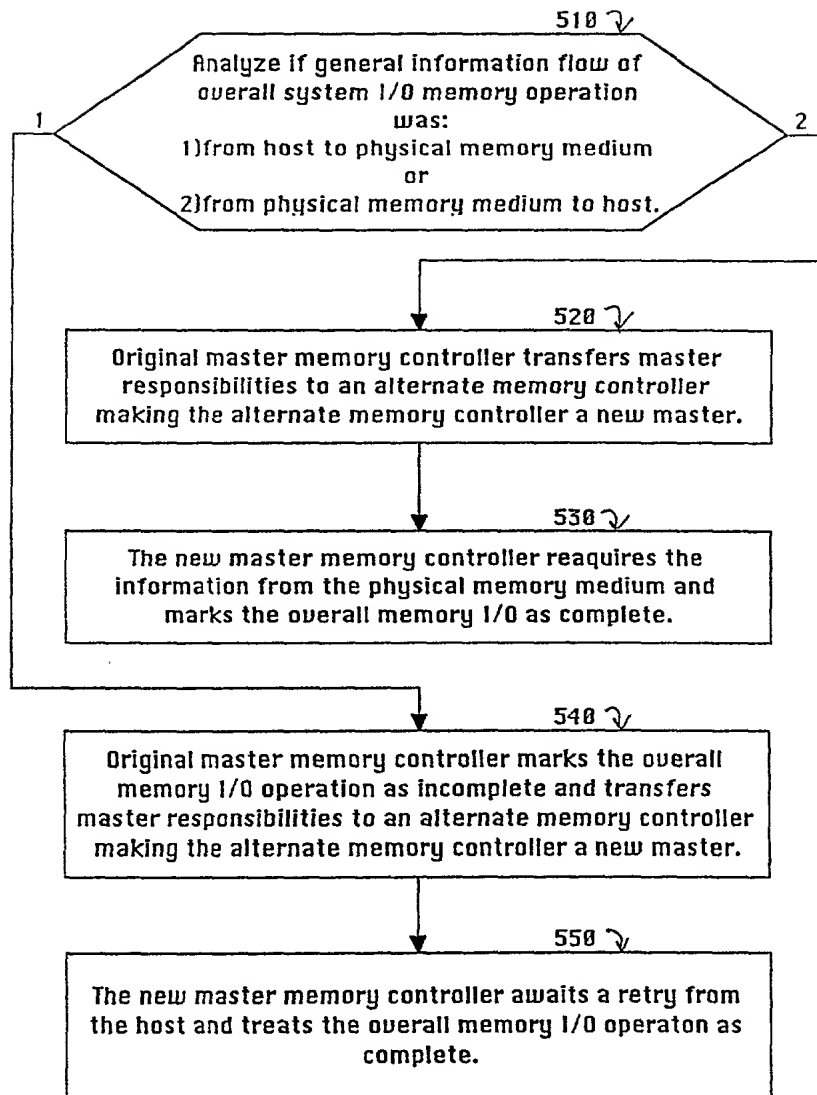 510
Analyze if general information flow of
overall system I/O memory operation
was:
1)from host to physical memory medium
or
2)from physical memory medium to host.
1
2
520
Original master memory controller transfers master
responsibilities to an alternate memory controller
making the alternate memory controller a new master.
530
The new master memory controller reaquires the
information from the physical memory medium and
marks the overall memory I/O as complete.
540
Original master memory controller marks the overall
memory I/O operation as incomplete and transfers
master responsibilities to an alternate memory controller
making the alternate memory controller a new master.
550
The new master memory controller awaits a retry from
the host and treats the overall memory I/O operaton as
complete.